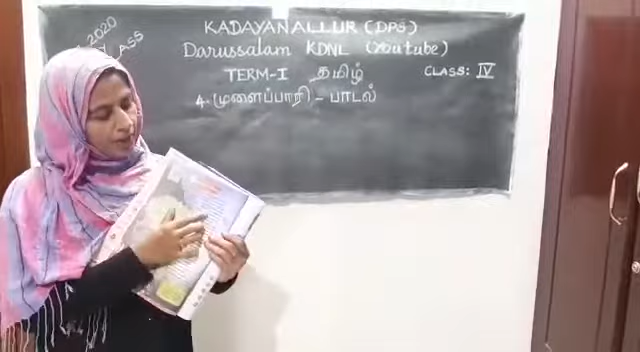 2020
CLASS
KADAYANALLUR (DPS)
Darussalam KDNL (Youtube)
TERM-I தமிழ் CLASS: IV
4. (முளைப்பாரி) - பாடல்